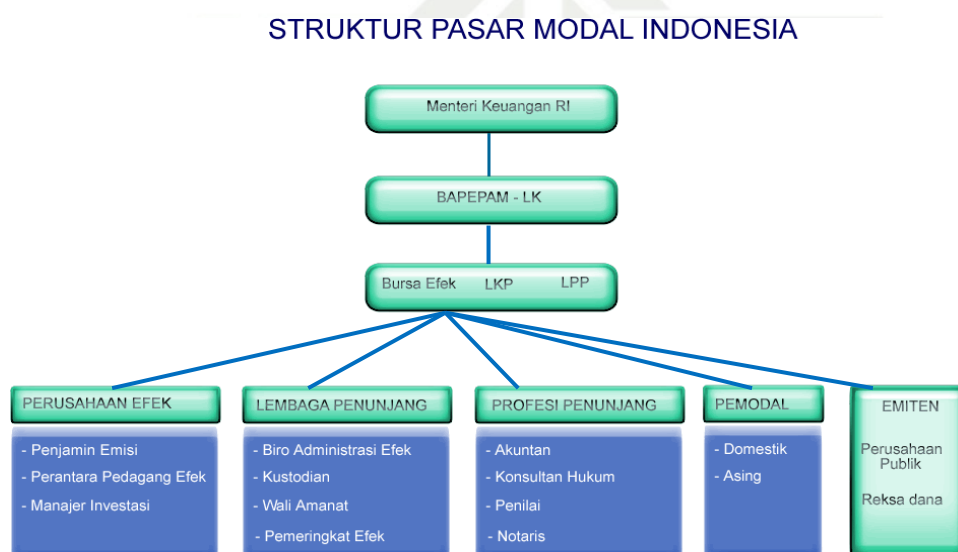 STRUKTUR PASAR MODAL INDONESIA
Menteri Keuangan RI
BAPEPAM - LK
Bursa Efek LKP LPP
PERUSAHAAN EFEK
- Penjamin Emisi
- Perantara Pedagang Efek
- Manajer Investasi
LEMBAGA PENUNJANG
- Biro Administrasi Efek
- Kustodian
- Wali Amanat
- Pemeringkat Efek
PROFESI PENUNJANG
- Akuntan
- Konsultan Hukum
- Penilai
- Notaris
PEMODAL
- Domestik
- Asing
EMITEN
Perusahaan
Publik
Reksa dana